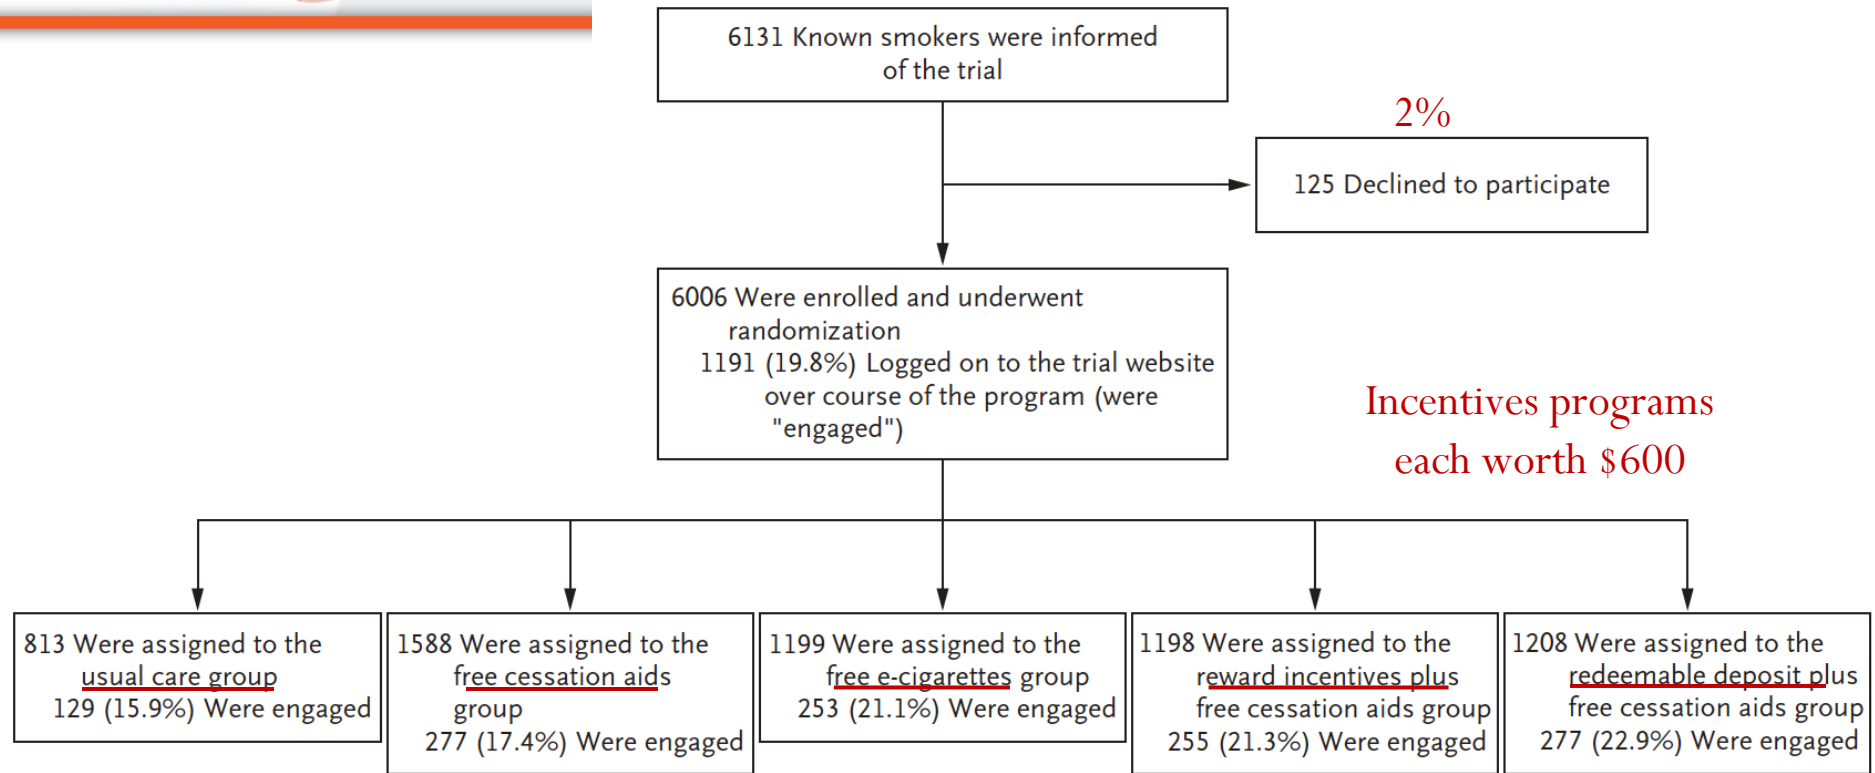 6131 Known smokers were informed
of the trial
2%
125 Declined to participate
6006 Were enrolled and underwent
randomization
1191 (19.8%) Logged on to the trial website
over course of the program (were
"engaged")
Incentives programs
each worth $600
813 Were assigned to the
usual care group
129 (15.9%) Were engaged
1588 Were assigned to the
free cessation aids
group
277 (17.4%) Were engaged
1199 Were assigned to the
free e-cigarettes group
253 (21.1%) Were engaged
1198 Were assigned to the
reward incentives plus
free cessation aids group
255 (21.3%) Were engaged
1208 Were assigned to the
redeemable deposit plus
free cessation aids group
277 (22.9%) Were engaged